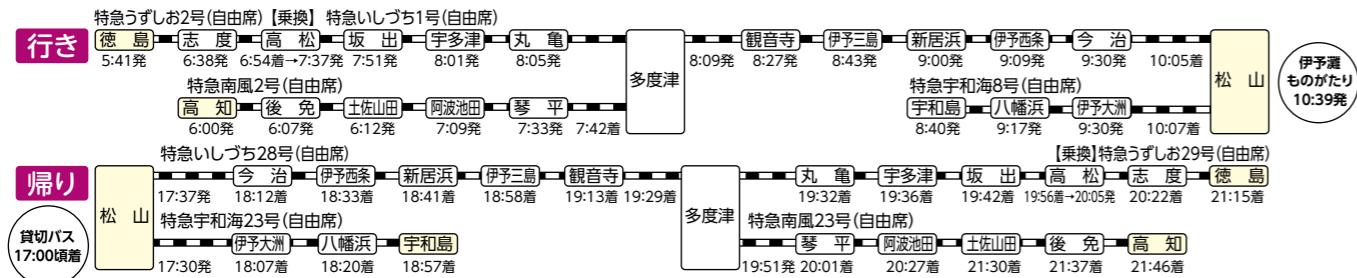 特急うずしお2号(自由席)【乗換】 特急いしづち1号(自由席)
行き
徳島 志度 高松 坂出 宇多津 丸亀 多度津 観音寺 伊予三島 新居浜 伊予西条 今治 松山
5:41発 6:38発 6:54着→7:37発 7:51発 8:01発 8:05発 8:09発 8:27発 8:43発 9:00発 9:09発 9:30発 10:05着
伊予灘
ものがたり
10:39発
特急南風2号(自由席)
高知 後免 土佐山田 阿波池田 琴平
6:00発 6:07発 6:12発 7:09発 7:33発 7:42着
特急宇和海8号(自由席)
宇和島 八幡浜 伊予大洲
8:40発 9:17発 9:30発 10:07着
帰り
貸切バス
17:00頃着
特急いしづち28号(自由席)
【乗換】特急うずしお29号(自由席)
松山 今治 伊予西条 新居浜 伊予三島 観音寺 多度津 丸亀 宇多津 坂出 高松 志度 徳島
17:37発 18:12着 18:33着 18:41着 18:58着 19:13着 19:29着 19:32着 19:36着 19:42着 19:56着→20:05発 20:22着 21:15着
特急宇和海23号(自由席)
伊予大洲 八幡浜 宇和島
17:30発 18:07着 18:20着 18:57着
特急南風23号(自由席)
琴平 阿波池田 土佐山田 後免 高知
19:51発 20:01着 20:27着 21:30着 21:37着 21:46着